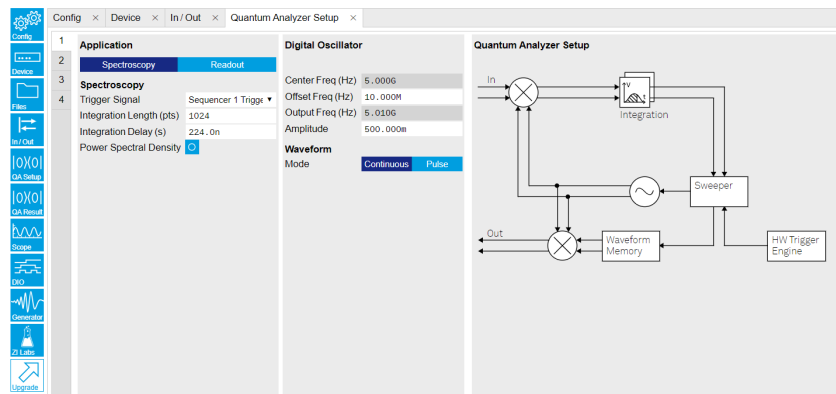 Config × Device × In / Out × Quantum Analyzer Setup ×
Config
Device
Files
In / Out
QA Setup
QA Result
Scope
DIO
Generator
ZI Labs
Upgrade
1
2
3
4
Application
Spectroscopy Readout
Spectroscopy
Trigger Signal Sequencer 1 Trigge
Integration Length (pts) 1024
Integration Delay (s) 224.0n
Power Spectral Density
Digital Oscillator
Center Freq (Hz) 5.000G
Offset Freq (Hz) 10.000M
Output Freq (Hz) 5.010G
Amplitude 500.000m
Waveform
Mode Continuous Pulse
Quantum Analyzer Setup
In
+V
t
Integration
Sweeper
Out
Waveform
Memory
HW Trigger
Engine